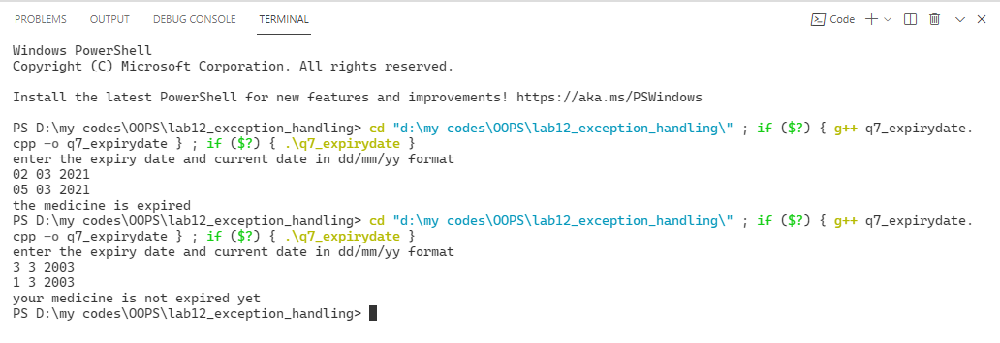 PROBLEMS OUTPUT DEBUG CONSOLE TERMINAL Code
Windows PowerShell
Copyright (C) Microsoft Corporation. All rights reserved.
Install the latest PowerShell for new features and improvements! https://aka.ms/PSWindows
PS D:\my codes\OOPS\lab12_exception_handling> cd "d:\my codes\OOPS\lab12_exception_handling\" ; if ($?) { g++ q7_expirydate.
cpp -o q7_expirydate } ; if ($?) { .\q7_expirydate }
enter the expiry date and current date in dd/mm/yy format
02 03 2021
05 03 2021
the medicine is expired
PS D:\my codes\OOPS\lab12_exception_handling> cd "d:\my codes\OOPS\lab12_exception_handling\" ; if ($?) { g++ q7_expirydate.
cpp -o q7_expirydate } ; if ($?) { .\q7_expirydate }
enter the expiry date and current date in dd/mm/yy format
3 3 2003
1 3 2003
your medicine is not expired yet
PS D:\my codes\OOPS\lab12_exception_handling>